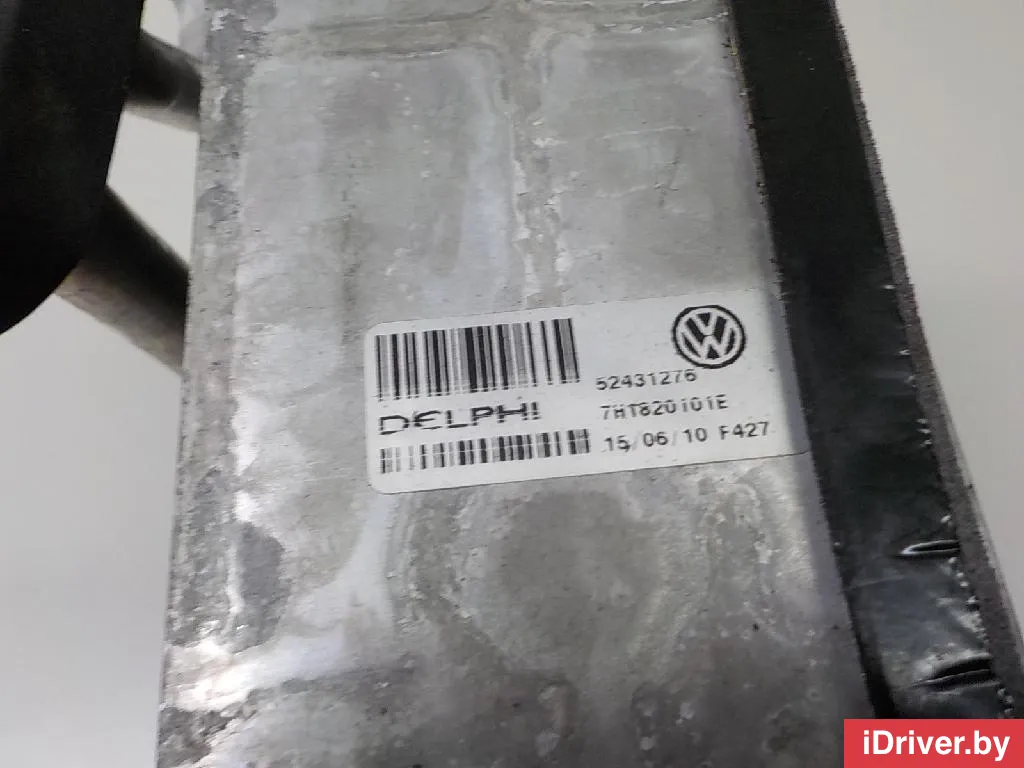 52431276
DELPHI
7H1820101E
15/06/10 F427
iDriver.by